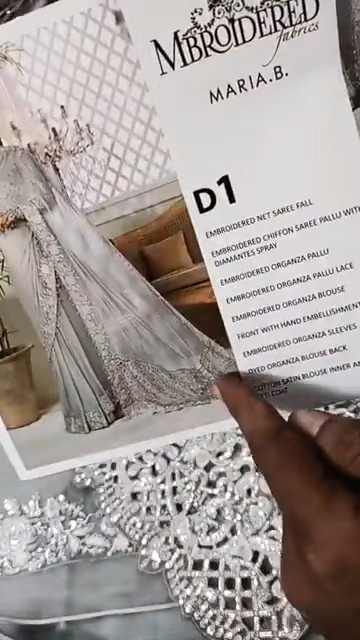 MBROIDERED
fabrics
MARIA.B.
D1
EMBROIDERED NET SAREE FALL
EMBROIDERED CHIFFON SAREE PALLU WITH
DIAMANTES SPRAY
EMBROIDERED ORGANZA PALLU
EMBROIDERED ORGANZA PALLU LACE
EMBROIDERED ORGANZA BLOUSE
FRONT WITH HAND EMBELLISHMENT
EMBROIDERED ORGANZA SLEEVES
DYED ORGANZA BLOUSE BACK
COTTON SATIN BLOUSE INNER AN
COAT